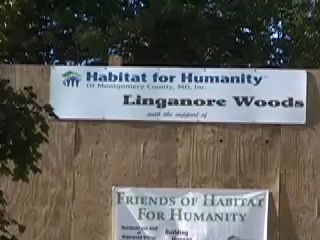 Habitat for Humanity
Of Montgomery County, MD, Inc.
Linganore Woods
with the support of
FRIENDS OF HABITAT
FOR HUMANITY
Building